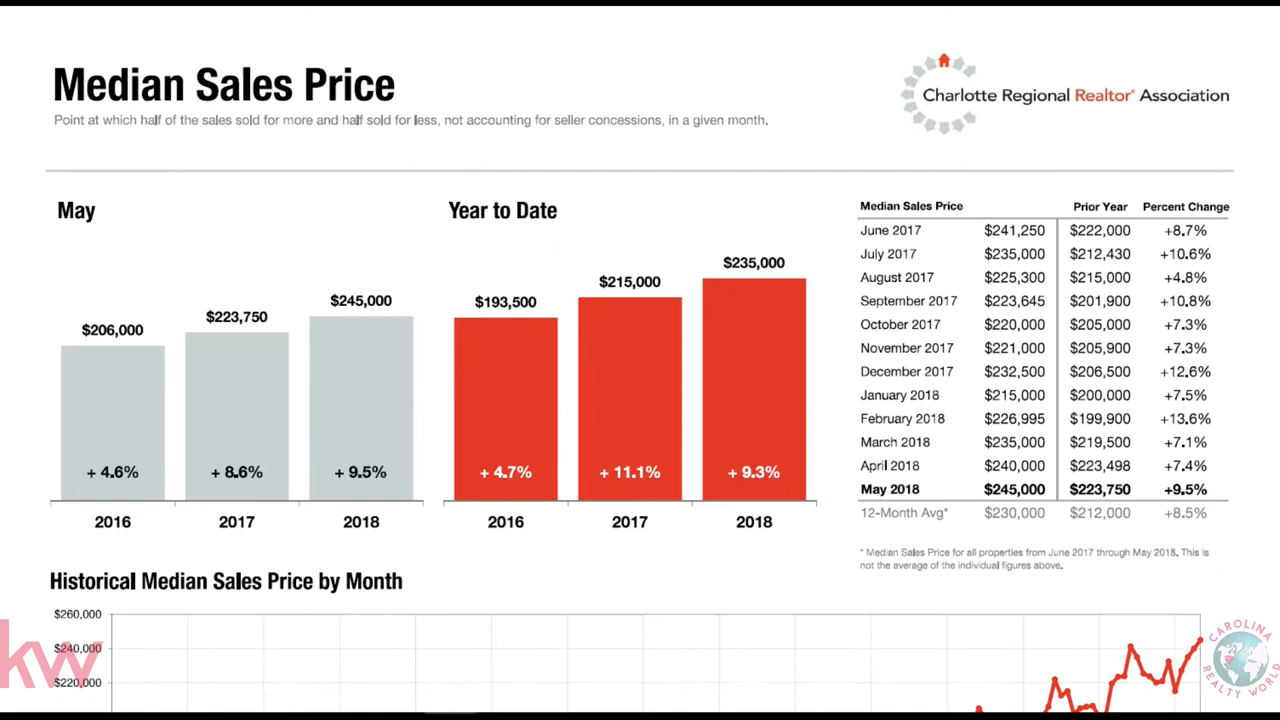 Median Sales Price
Point at which half of the sales sold for more and half sold for less, not accounting for seller concessions, in a given month.
Charlotte Regional Realtor® Association
May
$206,000
$223,750
$245,000
+ 4.6%
+ 8.6%
+ 9.5%
2016
2017
2018
Year to Date
$193,500
$215,000
$235,000
+ 4.7%
+ 11.1%
+ 9.3%
2016
2017
2018
Median Sales Price Prior Year Percent Change
June 2017 $241,250 $222,000 +8.7%
July 2017 $235,000 $212,430 +10.6%
August 2017 $225,300 $215,000 +4.8%
September 2017 $223,645 $201,900 +10.8%
October 2017 $220,000 $205,000 +7.3%
November 2017 $221,000 $205,900 +7.3%
December 2017 $232,500 $206,500 +12.6%
January 2018 $215,000 $200,000 +7.5%
February 2018 $226,995 $199,900 +13.6%
March 2018 $235,000 $219,500 +7.1%
April 2018 $240,000 $223,498 +7.4%
May 2018 $245,000 $223,750 +9.5%
12-Month Avg* $230,000 $212,000 +8.5%
* Median Sales Price for all properties from June 2017 through May 2018. This is
not the average of the individual figures above.
Historical Median Sales Price by Month
$260,000
$240,000
$220,000
kw
CAROLINA
REALTY WORLD